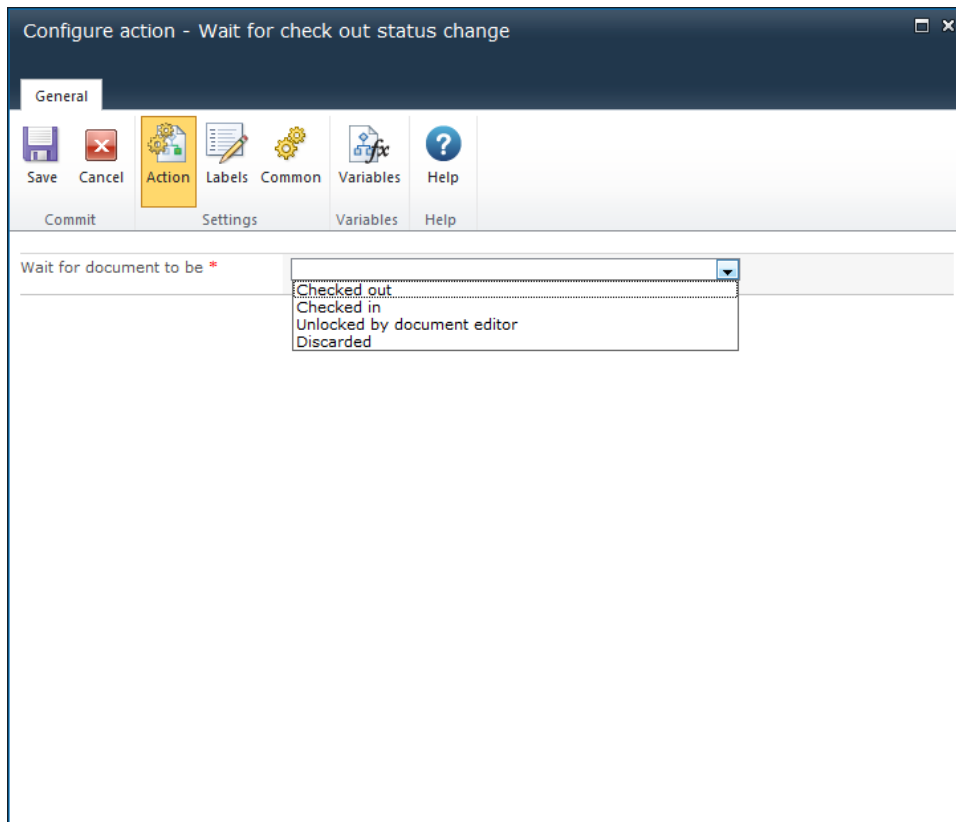 Configure action - Wait for check out status change
General
Save Cancel Action Labels Common Variables Help
Commit Settings Variables Help
Wait for document to be *
Checked out
Checked in
Unlocked by document editor
Discarded